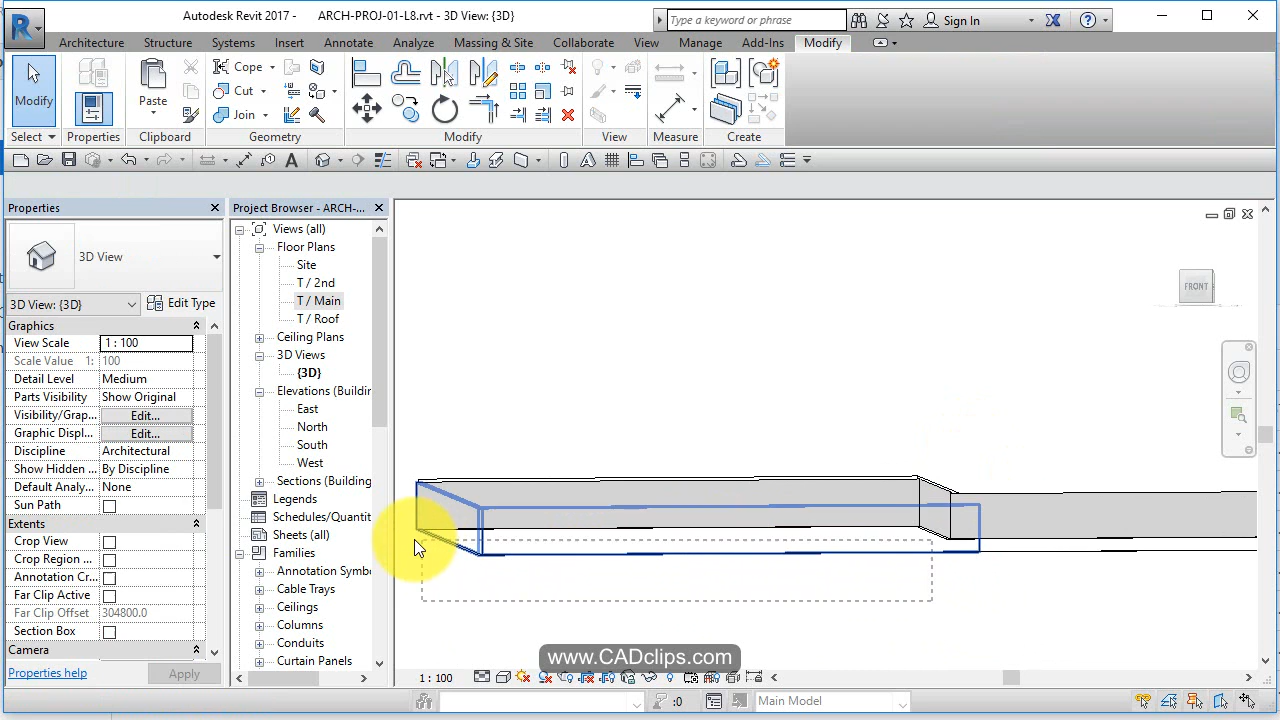 Autodesk Revit 2017 -     ARCH-PROJ-01-L8.rvt - 3D View: {3D}
Type a keyword or phrase
Sign In
Architecture Structure Systems Insert Annotate Analyze Massing & Site Collaborate View Manage Add-Ins Modify
Modify
Paste
Cope
Cut
Join
Select Properties Clipboard Geometry Modify View Measure Create
Properties
Project Browser - ARCH-...
3D View
3D View: {3D}
Edit Type
Graphics
View Scale 1 : 100
Scale Value 1: 100
Detail Level Medium
Parts Visibility Show Original
Visibility/Grap... Edit...
Graphic Displ... Edit...
Discipline Architectural
Show Hidden ... By Discipline
Default Analy... None
Sun Path
Extents
Crop View
Crop Region ...
Annotation Cr...
Far Clip Active
Far Clip Offset 304800.0
Section Box
Camera
Properties help
Apply
Views (all)
Floor Plans
Site
T / 2nd
T / Main
T / Roof
Ceiling Plans
3D Views
{3D}
Elevations (Buildin
East
North
South
West
Sections (Building
Legends
Schedules/Quantit
Sheets (all)
Families
Annotation Symb
Cable Trays
Ceilings
Columns
Conduits
Curtain Panels
FRONT
www.CADclips.com
1 : 100
:0
Main Model